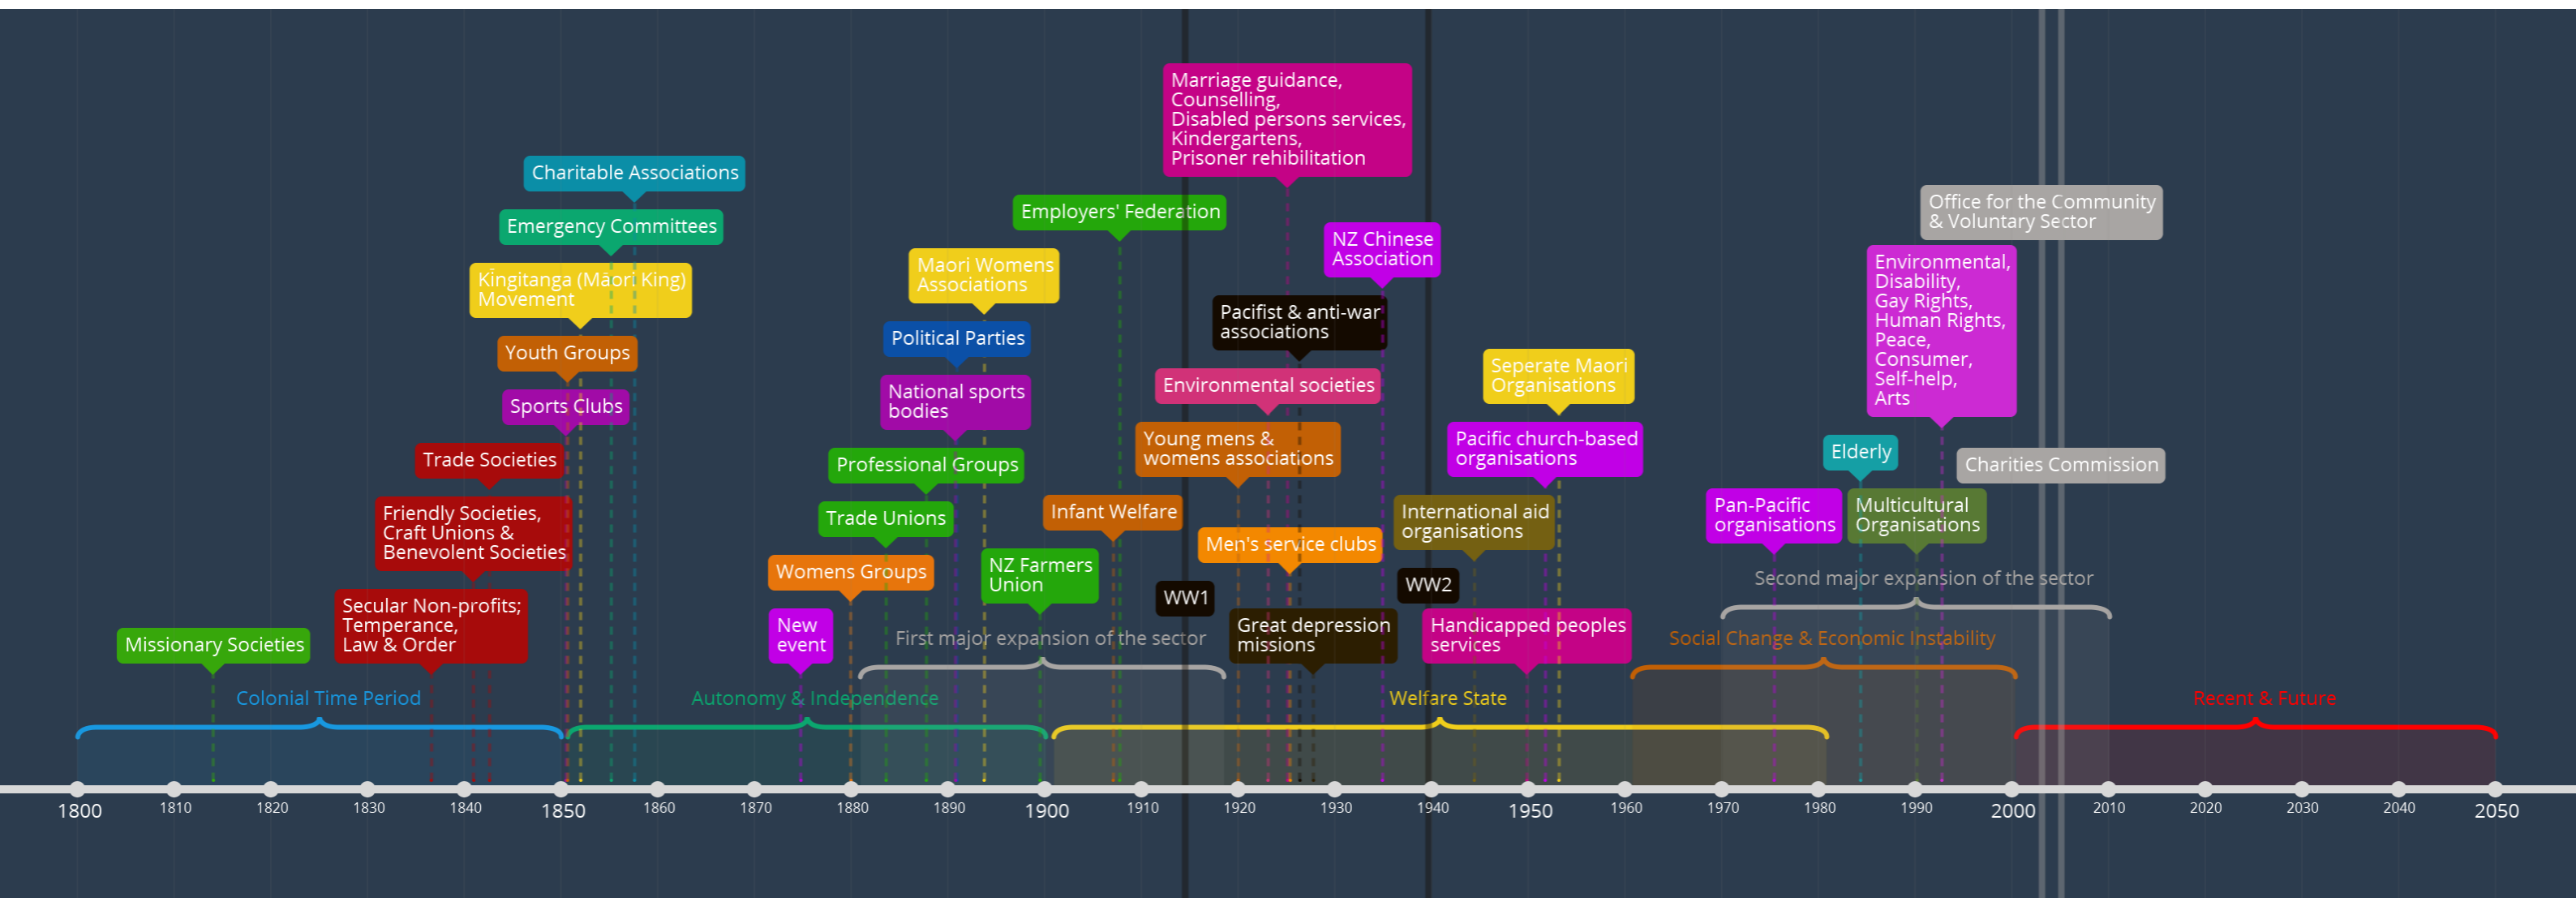 Marriage guidance,
Counselling,
Disabled persons services,
Kindergartens,
Prisoner rehibilitation
Charitable Associations
Emergency Committees
Kīngitanga (Māori King)
Movement
Youth Groups
Sports Clubs
Trade Societies
Friendly Societies,
Craft Unions &
Benevolent Societies
Secular Non-profits;
Temperance,
Law & Order
Missionary Societies
Colonial Time Period
Employers' Federation
Maori Womens
Associations
Political Parties
National sports
bodies
Professional Groups
Trade Unions
Womens Groups
New
event
NZ Farmers
Union
First major expansion of the sector
Autonomy & Independence
NZ Chinese
Association
Pacifist & anti-war
associations
Environmental societies
Young mens &
womens associations
Infant Welfare
Men's service clubs
WW1
Great depression
missions
WW2
Seperate Maori
Organisations
Pacific church-based
organisations
International aid
organisations
Handicapped peoples
services
Welfare State
Office for the Community
& Voluntary Sector
Environmental,
Disability,
Gay Rights,
Human Rights,
Peace,
Consumer,
Self-help,
Arts
Elderly
Charities Commission
Pan-Pacific
organisations
Multicultural
Organisations
Second major expansion of the sector
Social Change & Economic Instability
Recent & Future
1800 1810 1820 1830 1840 1850 1860 1870 1880 1890 1900 1910 1920 1930 1940 1950 1960 1970 1980 1990 2000 2010 2020 2030 2040 2050